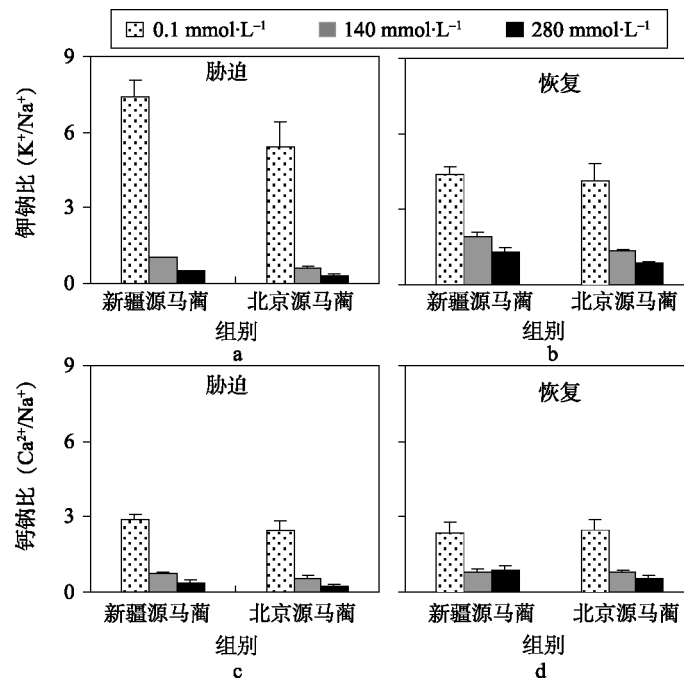 0.1 mmol·L⁻¹ 140 mmol·L⁻¹ 280 mmol·L⁻¹
钾钠比 (K⁺/Na⁺)
9
6
3
0
胁迫
新疆源马蔺 北京源马蔺
组别
a
恢复
新疆源马蔺 北京源马蔺
组别
b
钙钠比 (Ca²⁺/Na⁺)
9
6
3
0
胁迫
新疆源马蔺 北京源马蔺
组别
c
恢复
新疆源马蔺 北京源马蔺
组别
d